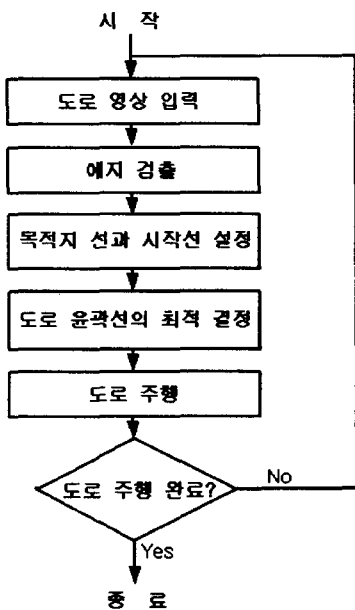 시 작
도로 영상 입력
에지 검출
목적지 선과 시작선 설정
도로 윤곽선의 최적 결정
도로 주행
도로 주행 완료?
No
Yes
종 료